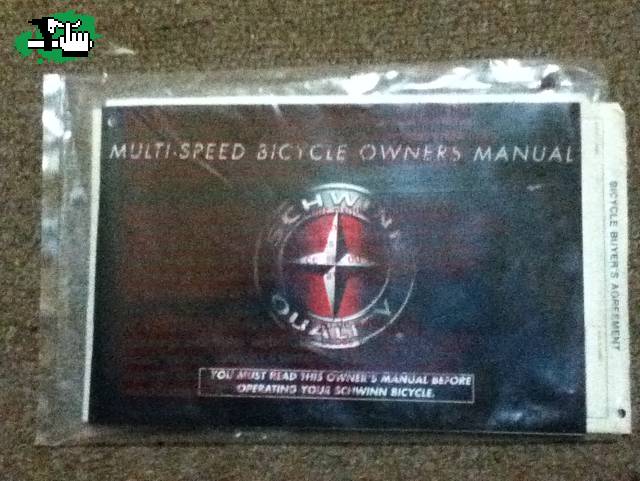 MULTI-SPEED BICYCLE OWNERS MANUAL
SCHWINN
QUALITY
YOU MUST READ THIS OWNER'S MANUAL BEFORE
OPERATING YOUR SCHWINN BICYCLE.
BICYCLE BUYER'S AGREEMENT